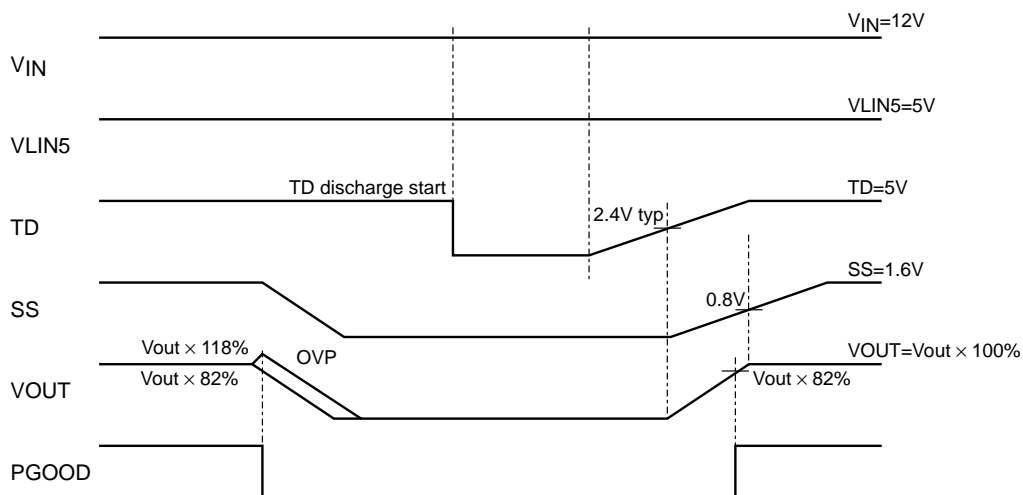 VIN=12V
VIN
VLIN5=5V
VLIN5
TD discharge start
TD=5V
2.4V typ
TD
SS=1.6V
0.8V
SS
Vout × 118%
OVP
VOUT=Vout × 100%
Vout × 82%
Vout × 82%
VOUT
PGOOD